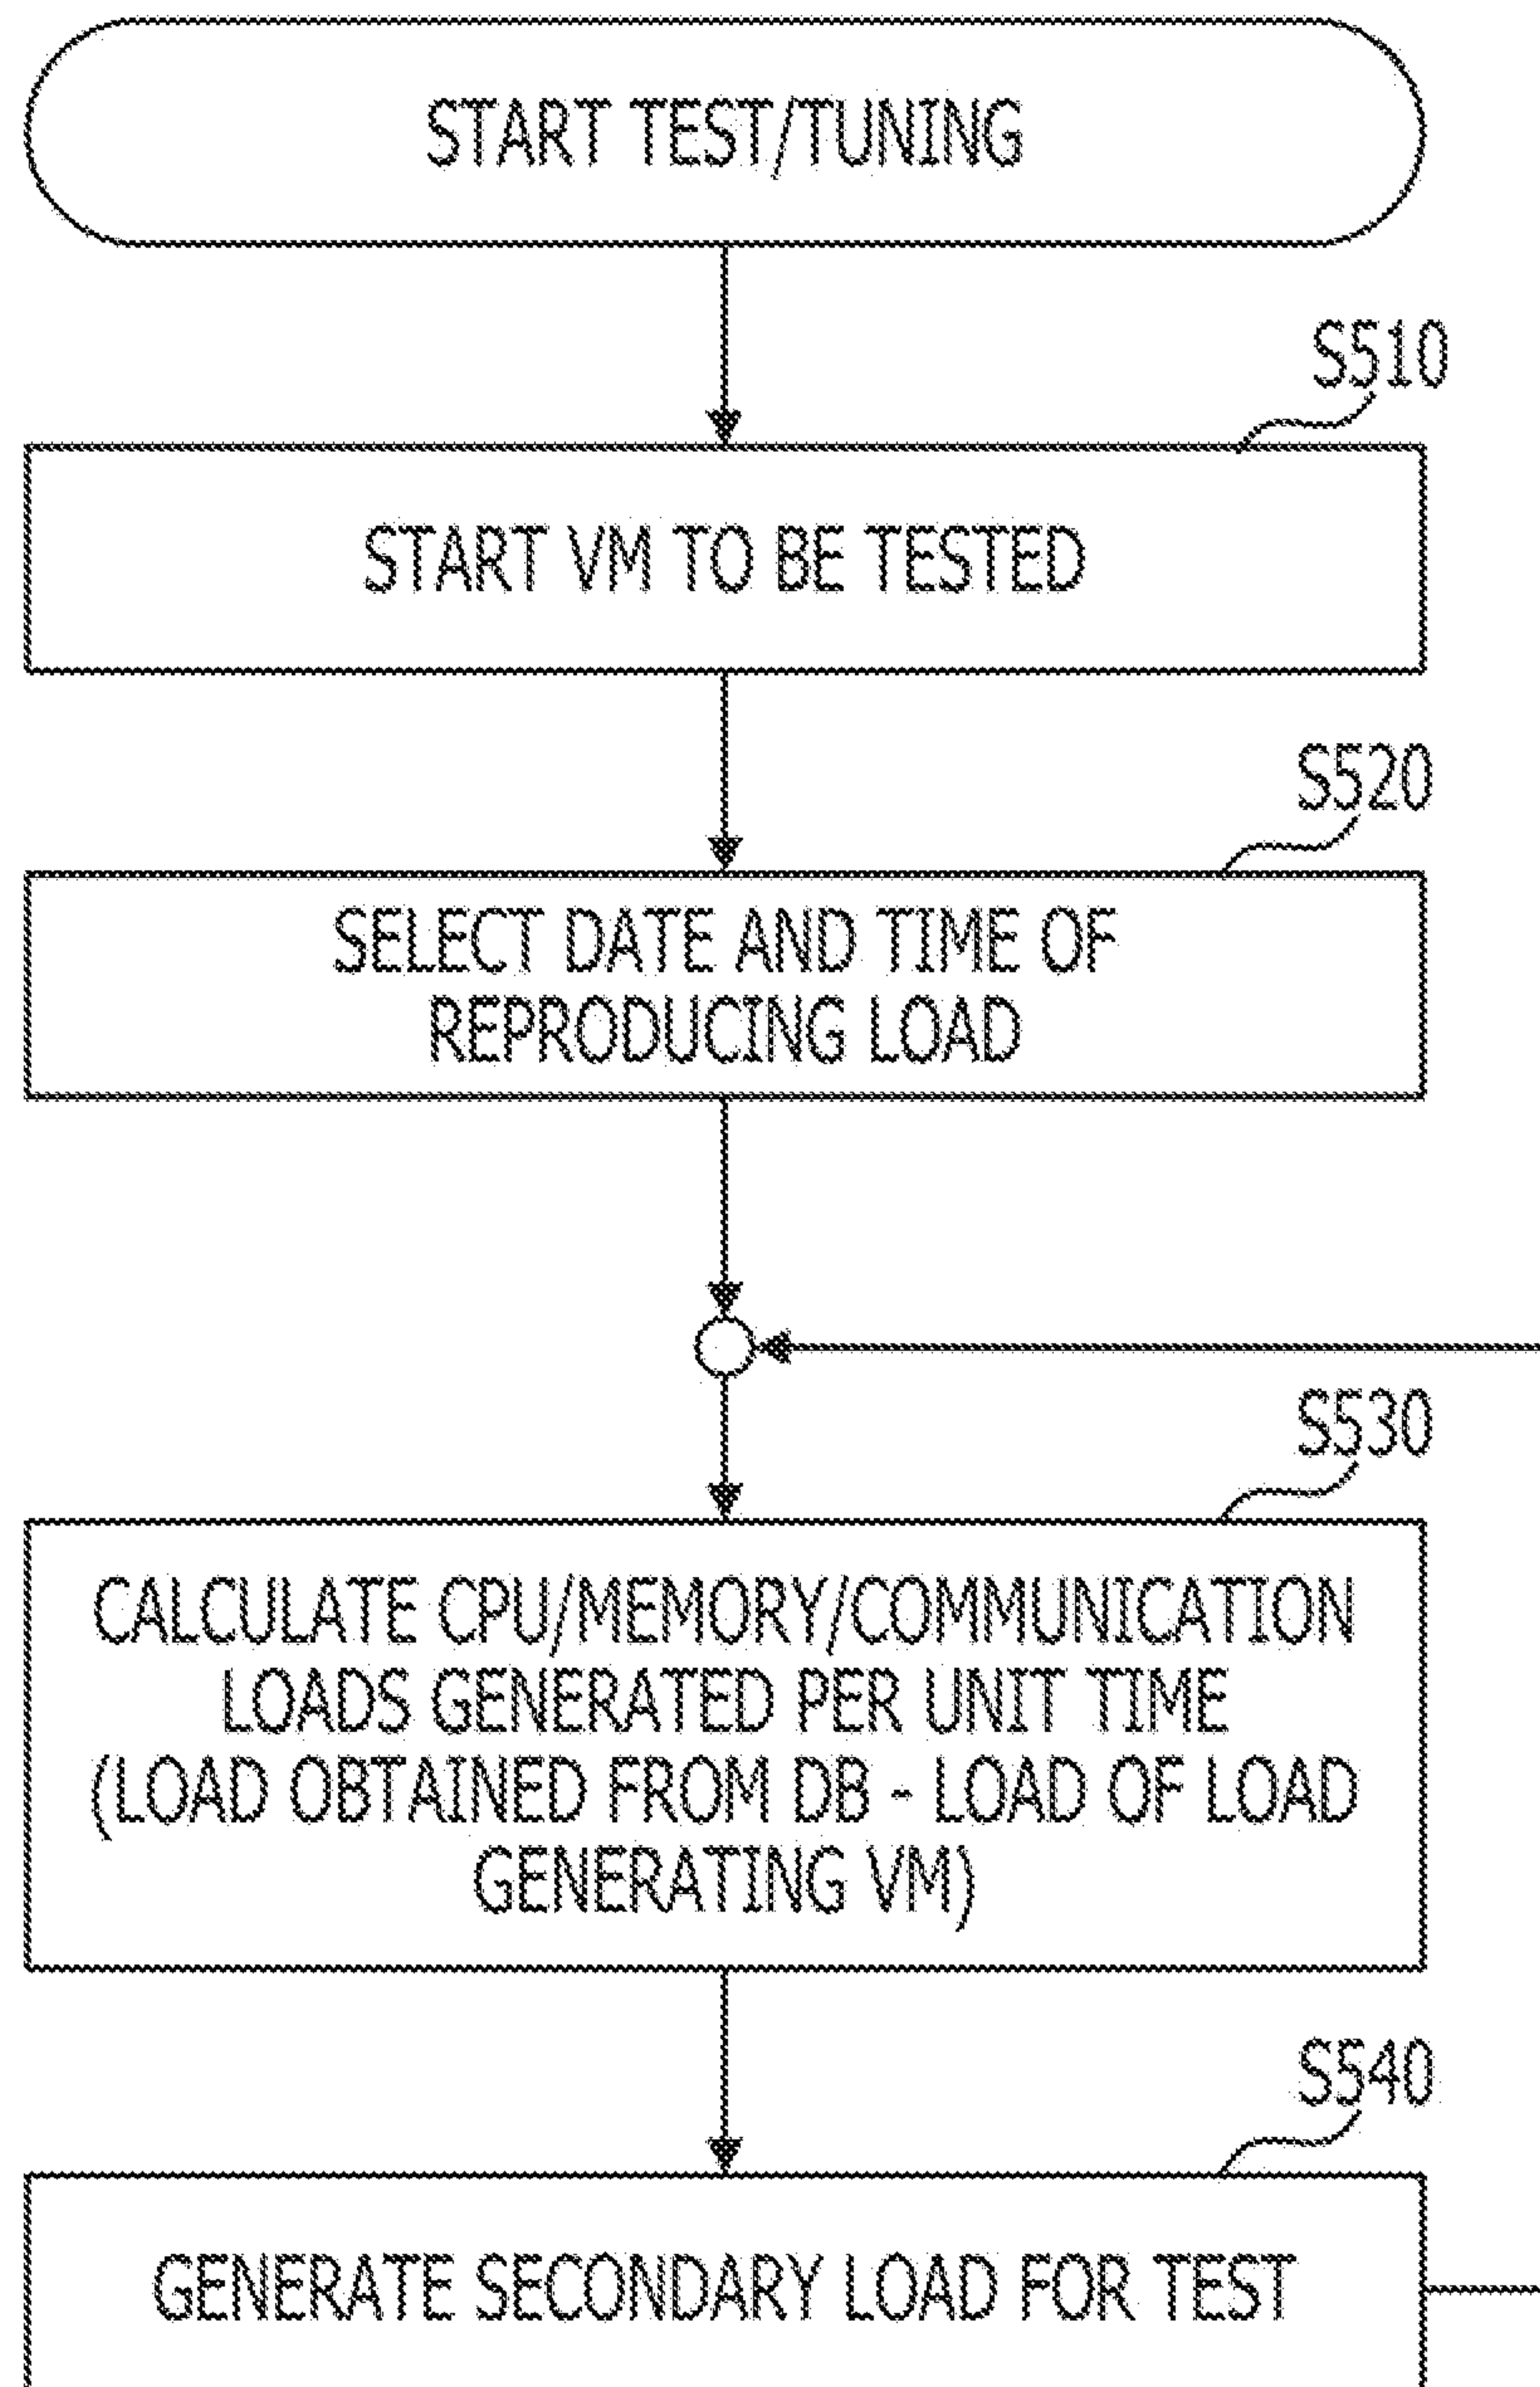 START TEST/TUNING
S510
START VM TO BE TESTED
S520
SELECT DATE AND TIME OF
REPRODUCING LOAD
S530
CALCULATE CPU/MEMORY/COMMUNICATION
LOADS GENERATED PER UNIT TIME
(LOAD OBTAINED FROM DB - LOAD OF LOAD
GENERATING VM)
S540
GENERATE SECONDARY LOAD FOR TEST